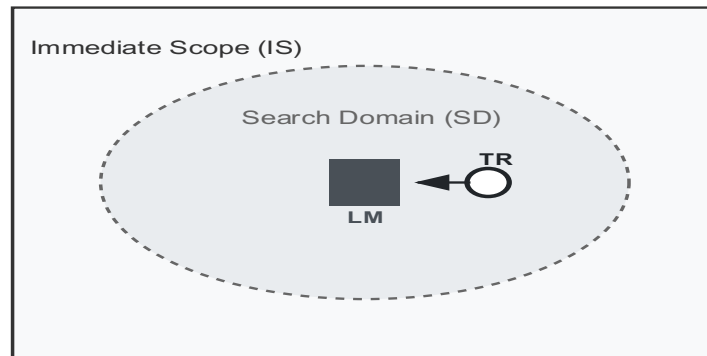 Immediate Scope (IS)
Search Domain (SD)
TR
LM